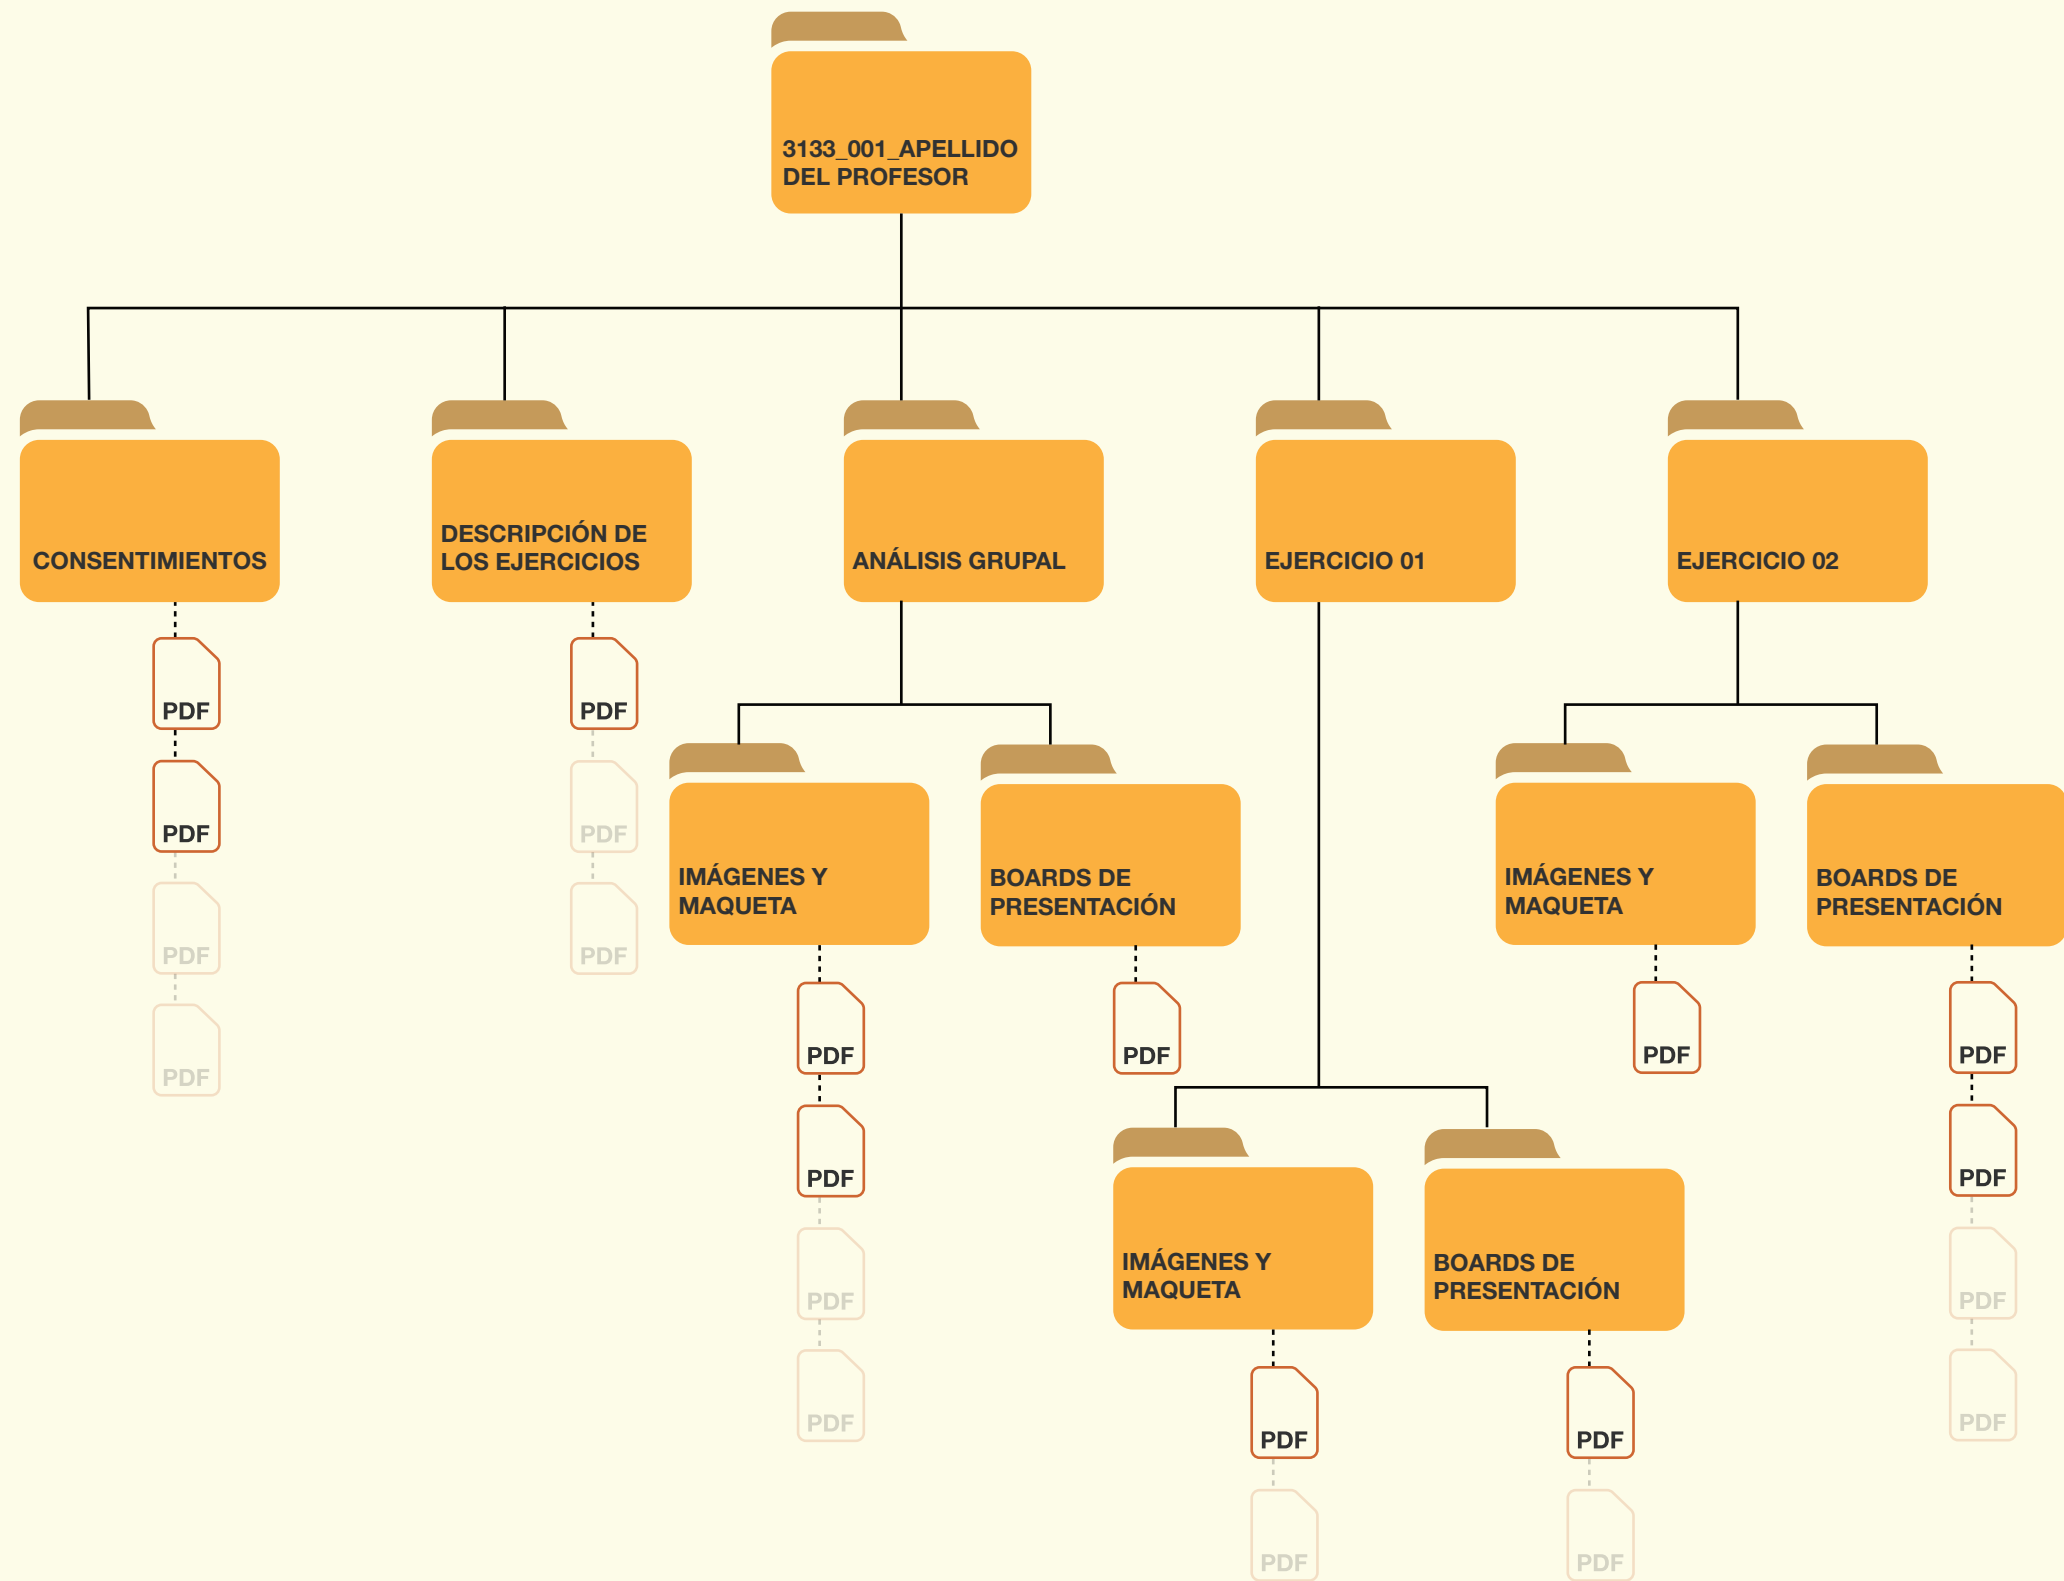 3133_001_APELLIDO
DEL PROFESOR
CONSENTIMIENTOS
DESCRIPCIÓN DE
LOS EJERCICIOS
ANÁLISIS GRUPAL
EJERCICIO 01
EJERCICIO 02
PDF
PDF
PDF
PDF
PDF
PDF
PDF
IMÁGENES Y
MAQUETA
BOARDS DE
PRESENTACIÓN
IMÁGENES Y
MAQUETA
BOARDS DE
PRESENTACIÓN
PDF
PDF
PDF
PDF
PDF
PDF
PDF
PDF
PDF
PDF
IMÁGENES Y
MAQUETA
BOARDS DE
PRESENTACIÓN
PDF
PDF
PDF
PDF